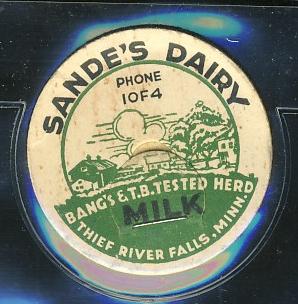 SANDE'S DAIRY
PHONE
10F4
BANG'S & T.B. TESTED HERD
MILK
THIEF RIVER FALLS, MINN.